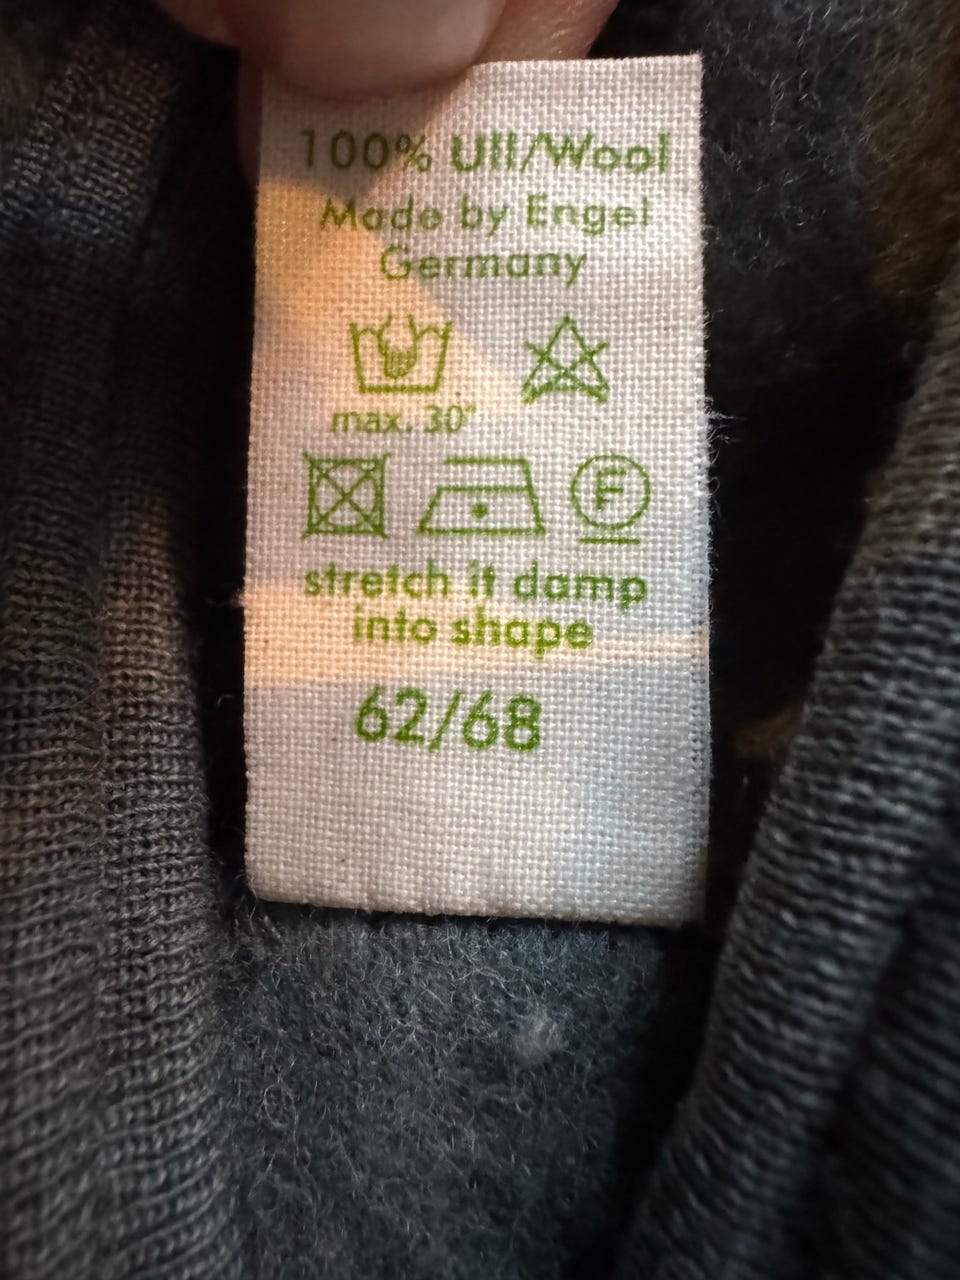 100% Ull/Wool
Made by Engel
Germany
max. 30°
F
stretch it damp
into shape
62/68